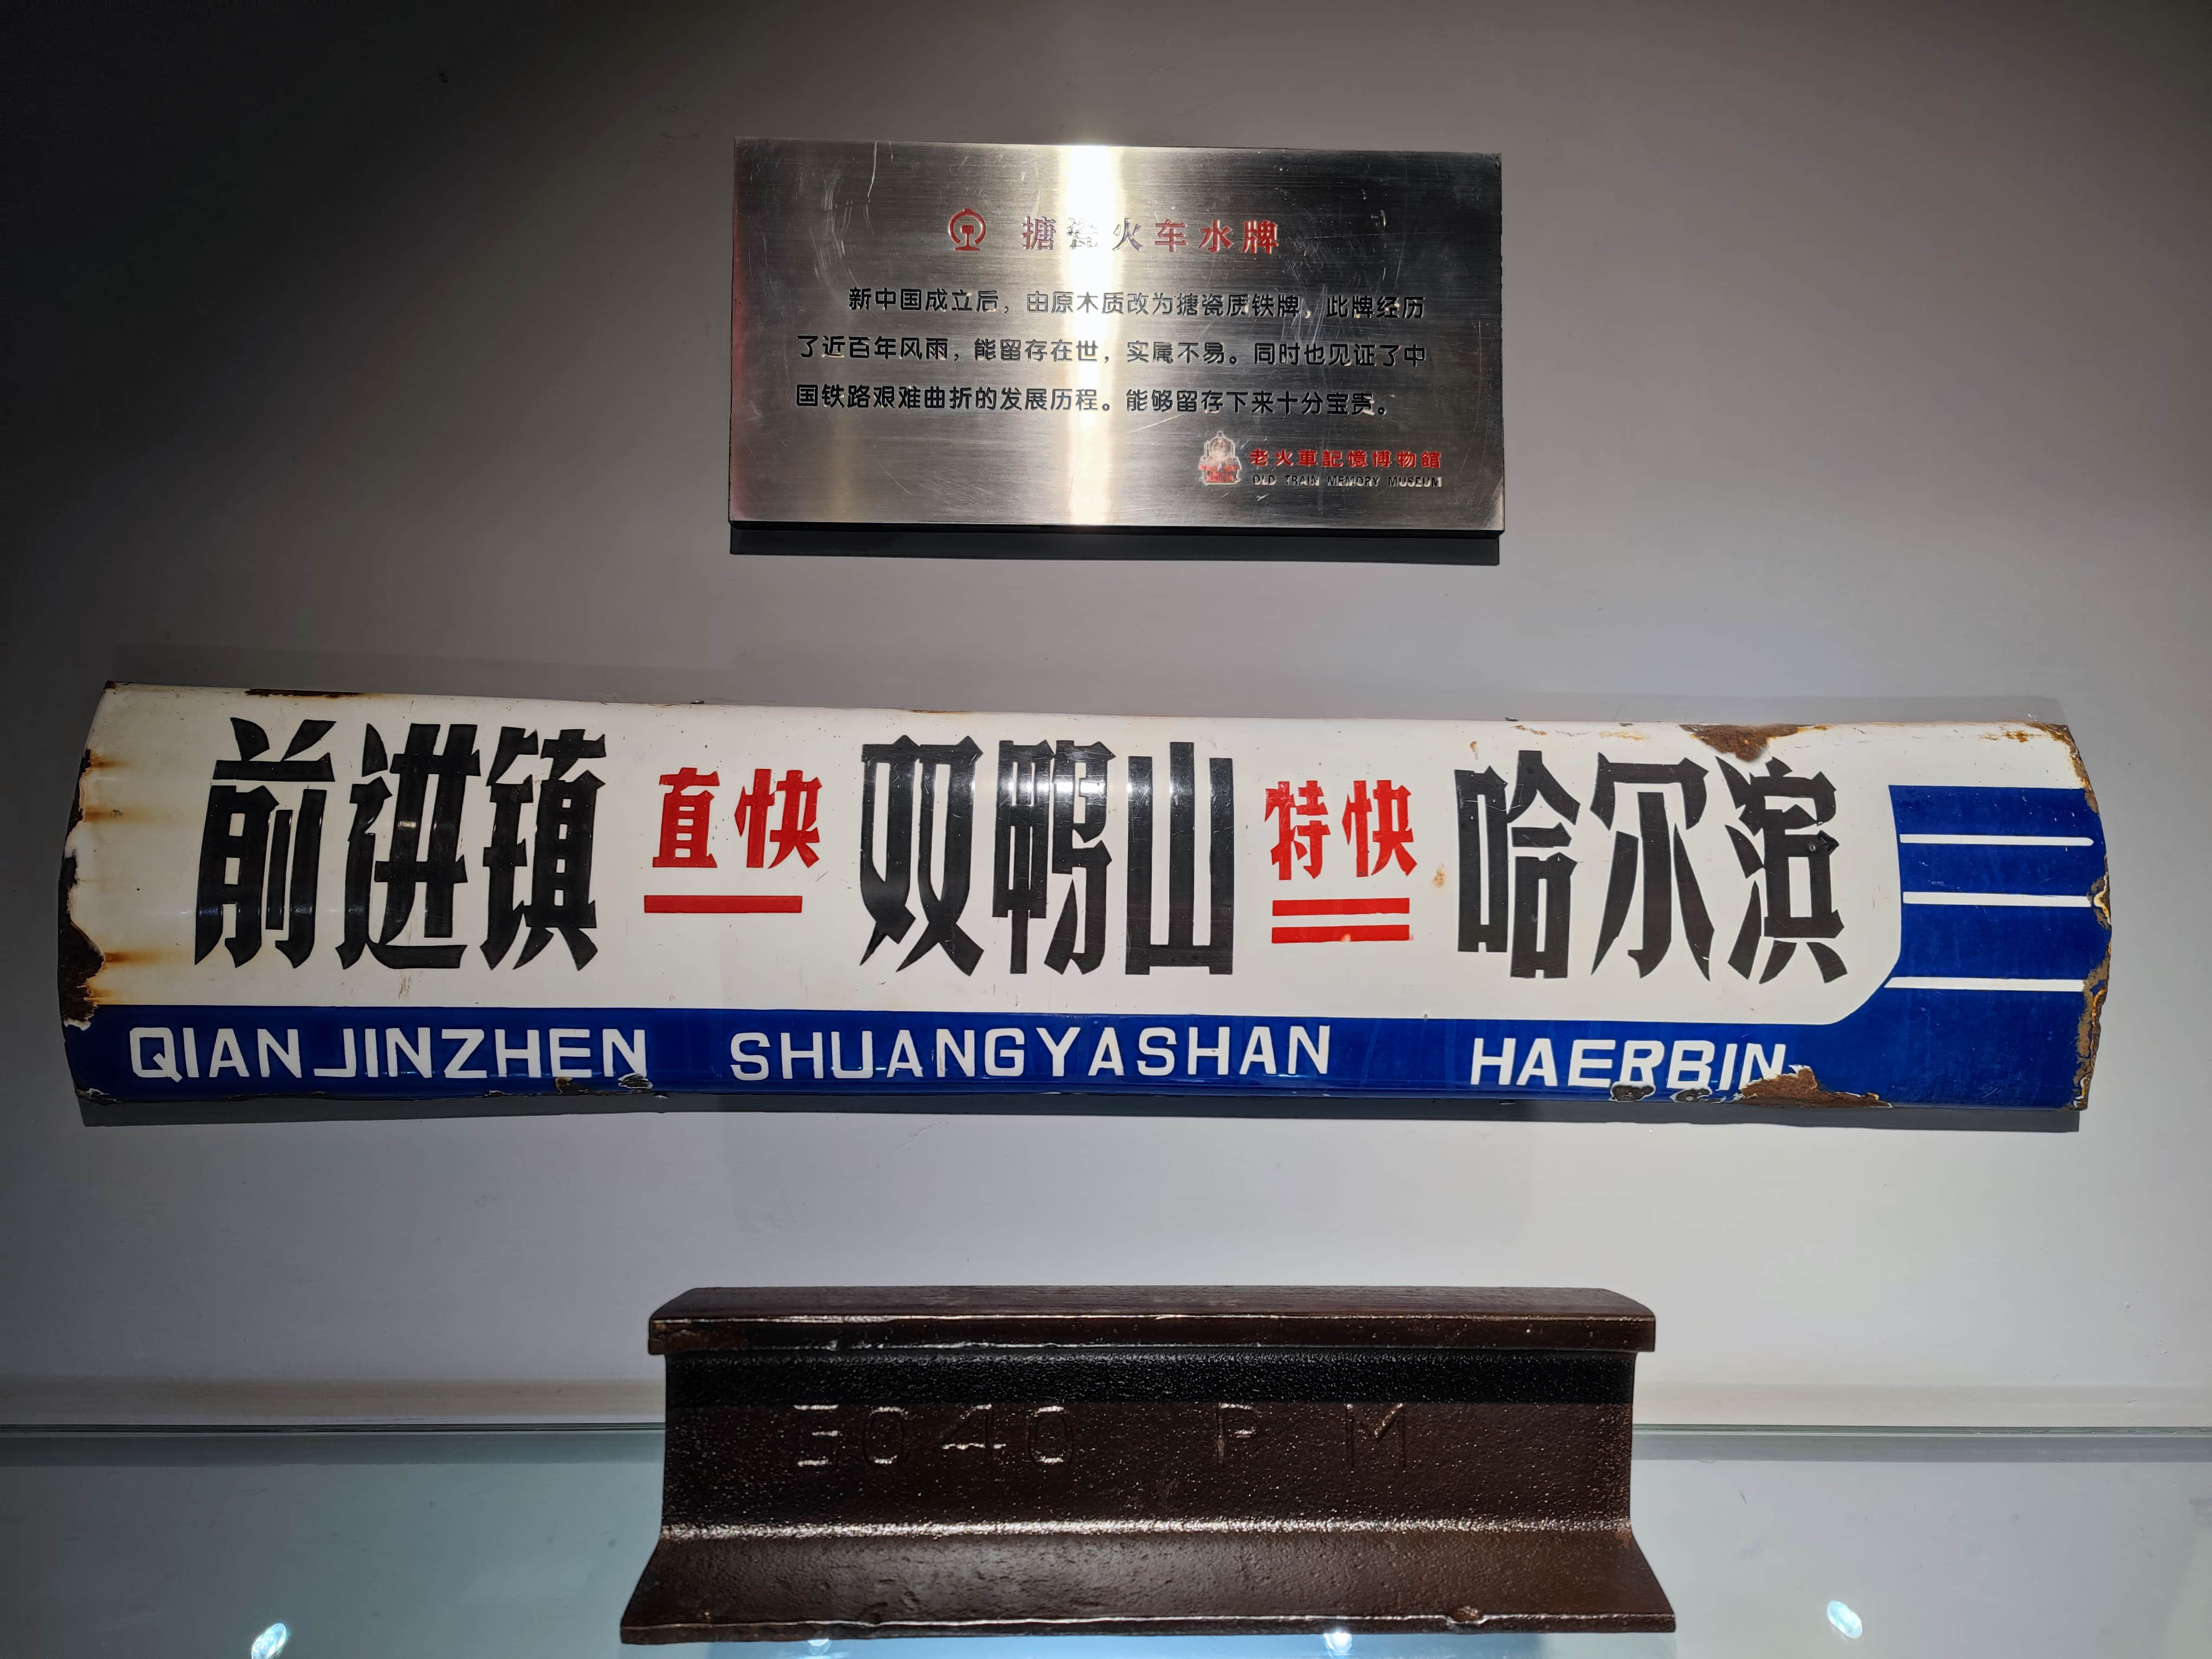 搪瓷火车水牌
新中国成立后，由原木质改为搪瓷质铁牌，此牌经历
了近百年风雨，能留存在世，实属不易。同时也见证了中
国铁路艰难曲折的发展历程。能够留存下来十分宝贵。
老火車記憶博物館
OLD TRAIN MEMORY MUSEUM
前进镇 直快 双鸭山 特快 哈尔滨
QIANJINZHEN SHUANGYASHAN HAERBIN
5040 P M